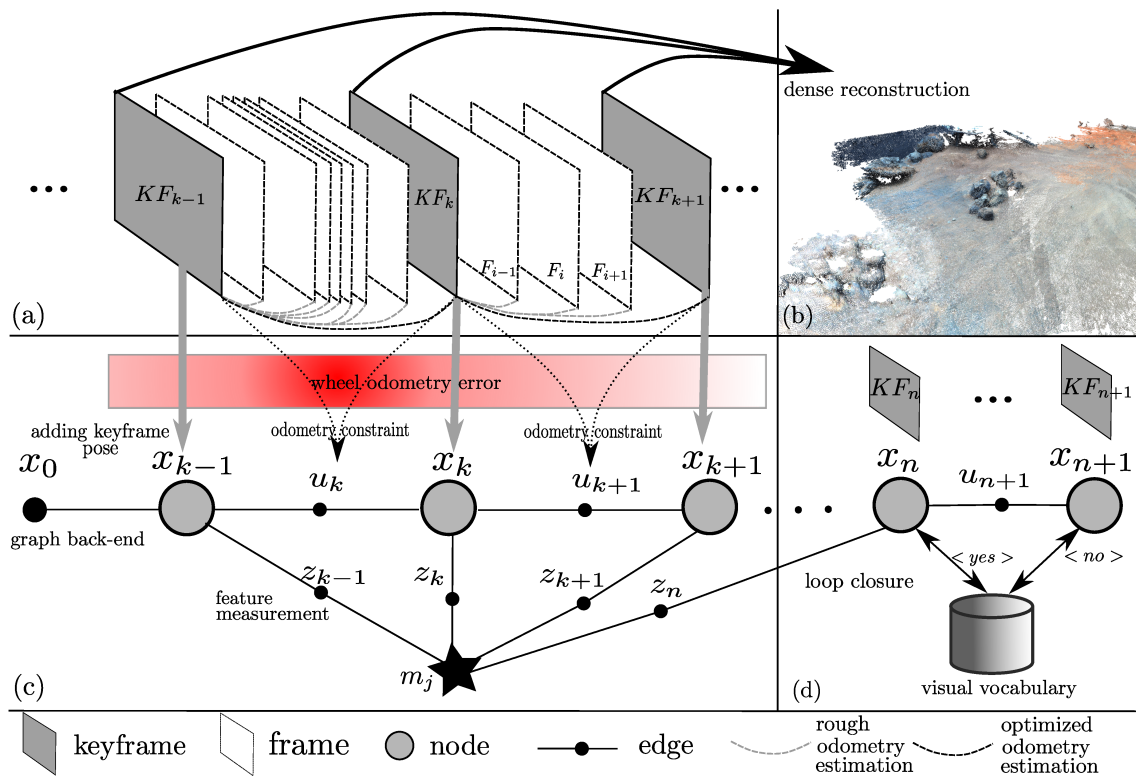 dense reconstruction
...
KF_{k-1}
KF_k
KF_{k+1}
...
F_{i-1}
F_i
F_{i+1}
(a)
(b)
wheel odometry error
adding keyframe
pose
odometry constraint
odometry constraint
x_0
x_{k-1}
x_k
x_{k+1}
u_k
u_{k+1}
. . .
graph back-end
z_{k-1}
z_k
z_{k+1}
z_n
feature
measurement
m_j
(c)
KF_n
...
KF_{n+1}
x_n
u_{n+1}
x_{n+1}
< yes >
< no >
loop closure
visual vocabulary
(d)
keyframe
frame
node
edge
rough
odometry
estimation
optimized
odometry
estimation